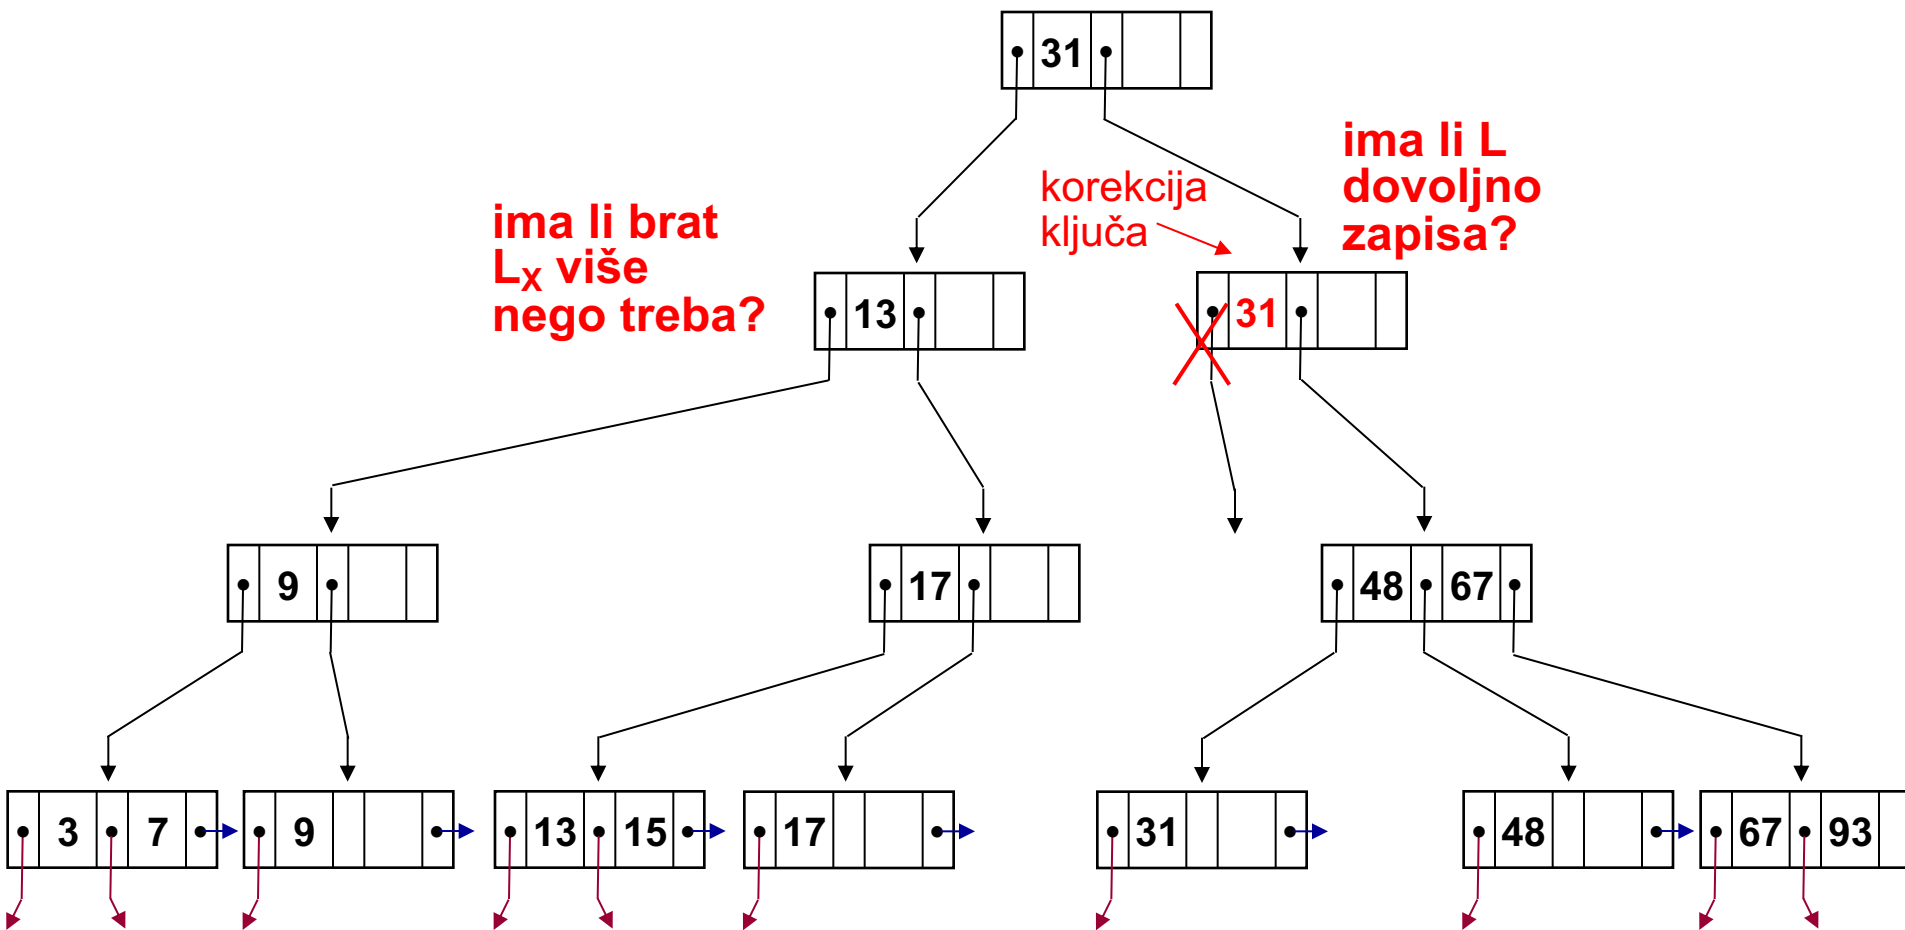 31
ima li L
dovoljno
zapisa?
korekcija
ključa
ima li brat
Lx više
nego treba?
13
31
9
17
48 67
3 7
9
13 15
17
31
48
67 93